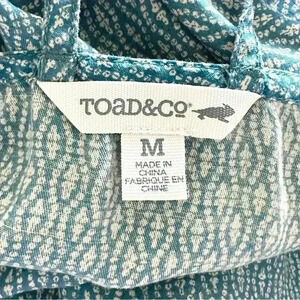 TOAD&CO
M
MADE IN
CHINA
FABRIQUE EN
CHINE